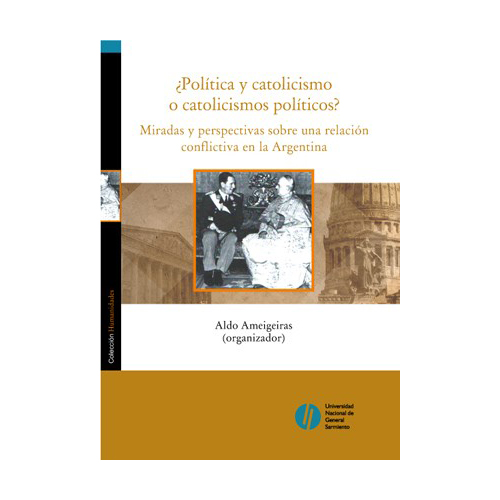 ¿Política y catolicismo
o catolicismos políticos?
Miradas y perspectivas sobre una relación
conflictiva en la Argentina
Aldo Ameigeiras
(organizador)
Colección Humanidades
Universidad
Nacional de
General
Sarmiento